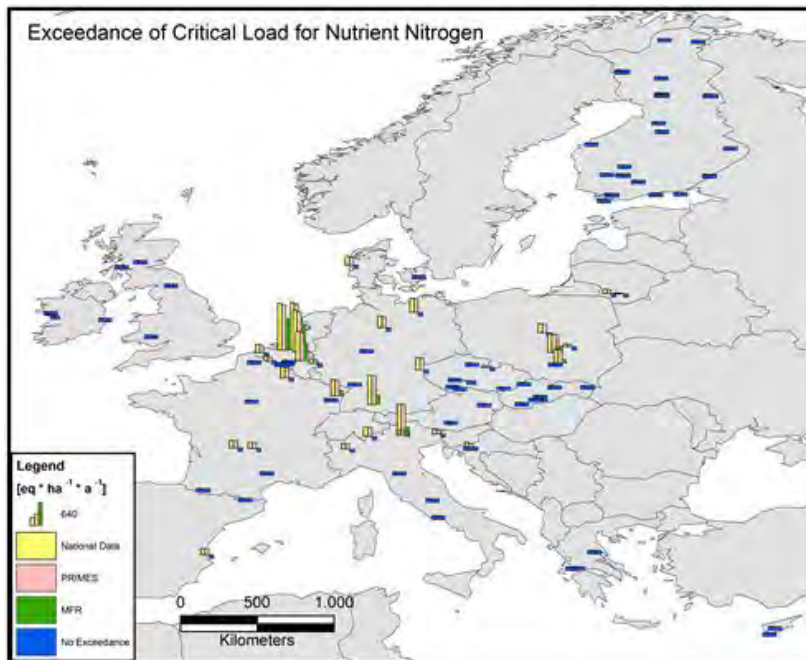 Exceedance of Critical Load for Nutrient Nitrogen
Legend
[eq * ha⁻¹ * a⁻¹]
640
National Data
PRIMES
MFR
No Exceedance
0 500 1.000
Kilometers